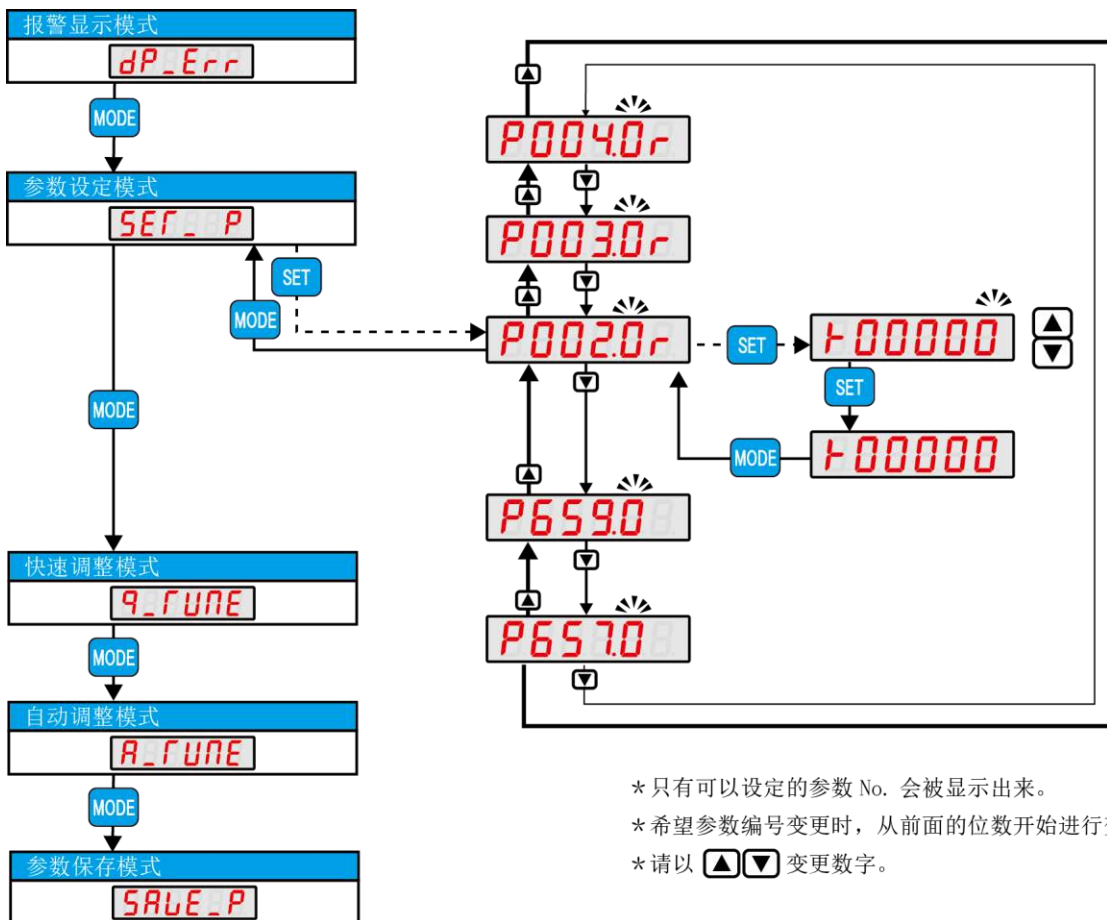 报警显示模式
dP_Err
MODE
参数设定模式
SET_ P
SET
MODE
MODE
快速调整模式
q_TUNE
MODE
自动调整模式
A_TUNE
MODE
参数保存模式
SAuE_P
P004.0r
P003.0r
P002.0r
P659.0
P657.0
SET
00000
SET
MODE
00000
*只有可以设定的参数 No. 会被显示出来。
*希望参数编号变更时，从前面的位数开始进行
*请以 ▲▼ 变更数字。